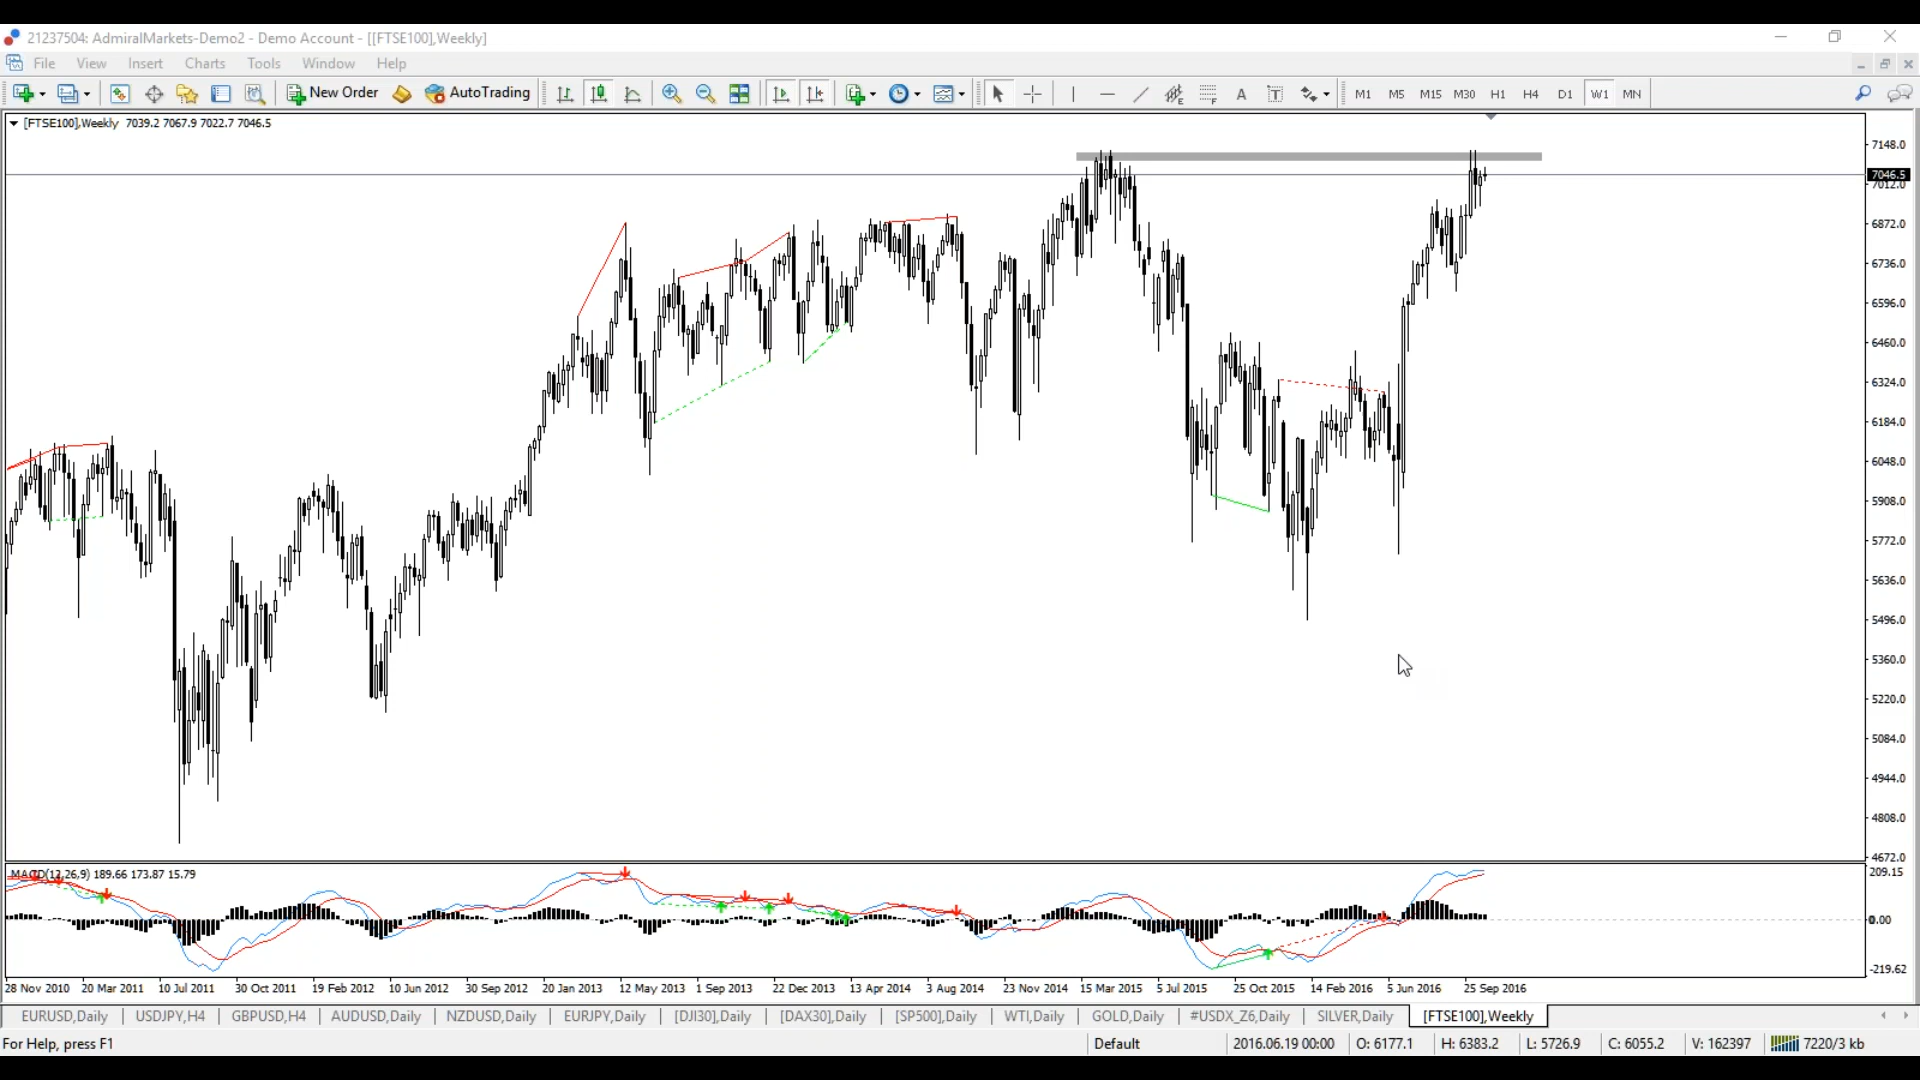 21237504: AdmiralMarkets-Demo2 - Demo Account - [[FTSE100],Weekly]
File View Insert Charts Tools Window Help
New Order AutoTrading A T M1 M5 M15 M30 H1 H4 D1 W1 MN
[FTSE100],Weekly 7039.2 7067.9 7022.7 7046.5
7148.0
7046.5
7012.0
6872.0
6736.0
6596.0
6460.0
6324.0
6184.0
6048.0
5908.0
5772.0
5636.0
5496.0
5360.0
5220.0
5084.0
4944.0
4808.0
4672.0
MACD(12,26,9) 189.66 173.87 15.79
209.15
0.00
-219.62
28 Nov 2010 20 Mar 2011 10 Jul 2011 30 Oct 2011 19 Feb 2012 10 Jun 2012 30 Sep 2012 20 Jan 2013 12 May 2013 1 Sep 2013 22 Dec 2013 13 Apr 2014 3 Aug 2014 23 Nov 2014 15 Mar 2015 5 Jul 2015 25 Oct 2015 14 Feb 2016 5 Jun 2016 25 Sep 2016
EURUSD,Daily USDJPY,H4 GBPUSD,H4 AUDUSD,Daily NZDUSD,Daily EURJPY,Daily [DJI30],Daily [DAX30],Daily [SP500],Daily WTI,Daily GOLD,Daily #USDX_Z6,Daily SILVER,Daily [FTSE100],Weekly
For Help, press F1 Default 2016.06.19 00:00 O: 6177.1 H: 6383.2 L: 5726.9 C: 6055.2 V: 162397 7220/3 kb